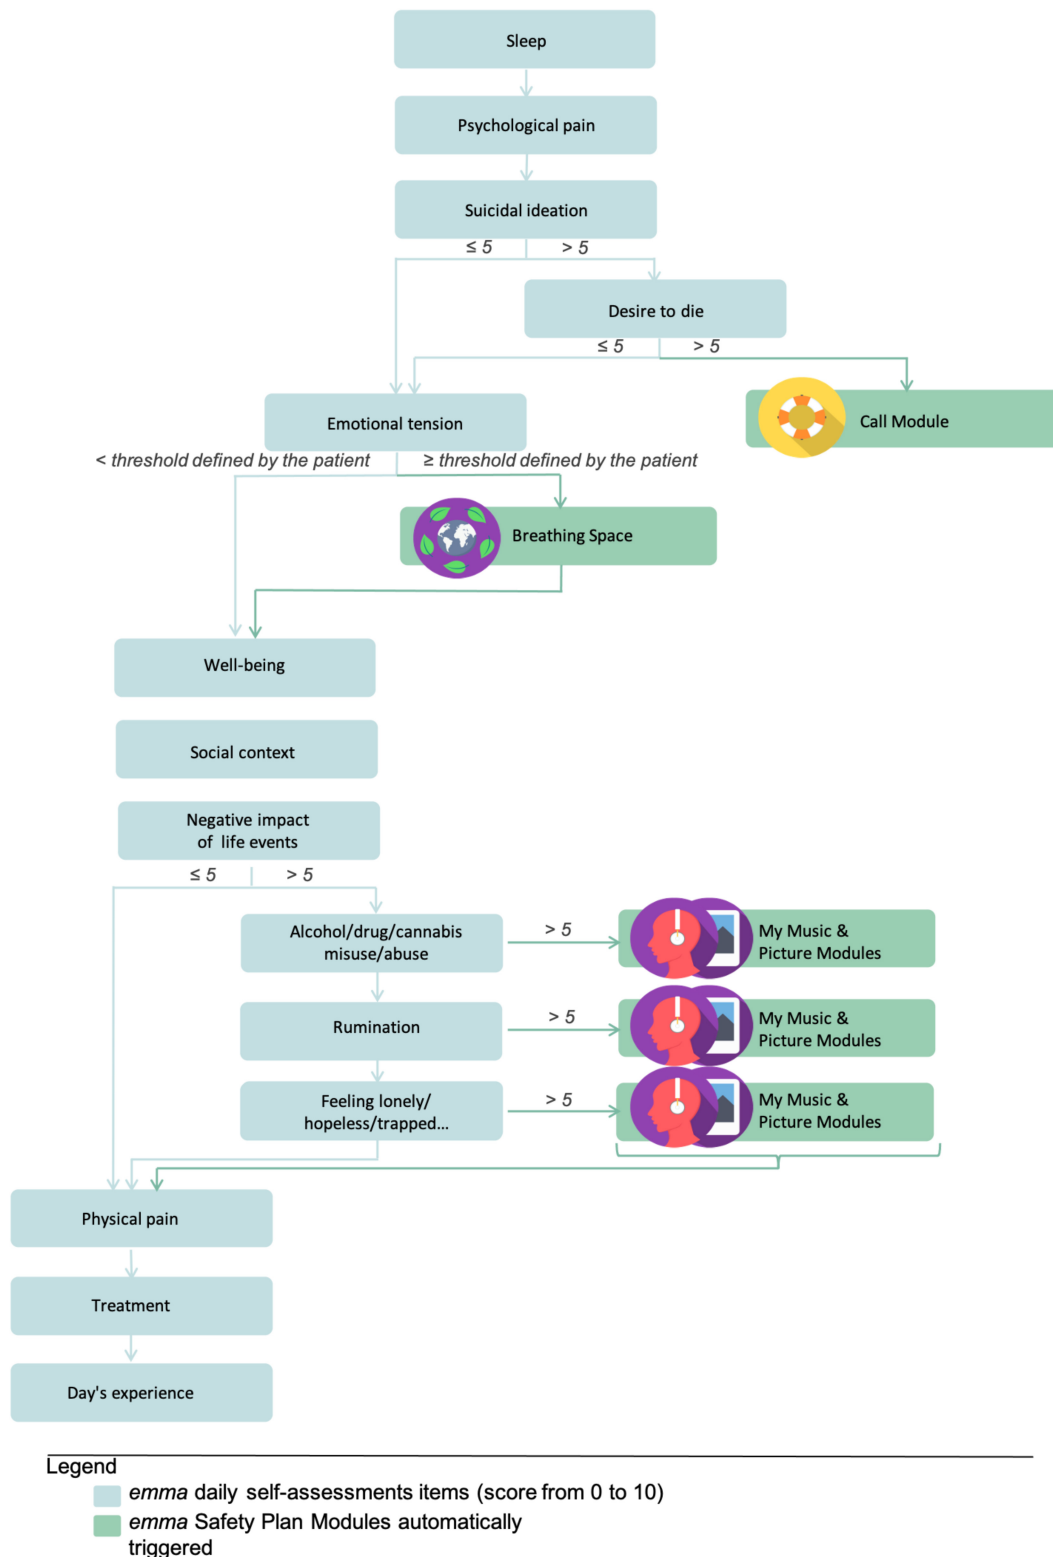 Sleep
Psychological pain
Suicidal ideation
≤ 5
> 5
Desire to die
≤ 5
> 5
Emotional tension
Call Module
< threshold defined by the patient
≥ threshold defined by the patient
Breathing Space
Well-being
Social context
Negative impact
of life events
≤ 5
> 5
Alcohol/drug/cannabis
misuse/abuse
> 5
My Music &
Picture Modules
Rumination
> 5
My Music &
Picture Modules
Feeling lonely/
hopeless/trapped...
> 5
My Music &
Picture Modules
Physical pain
Treatment
Day's experience
Legend
emma daily self-assessments items (score from 0 to 10)
emma Safety Plan Modules automatically
triggered